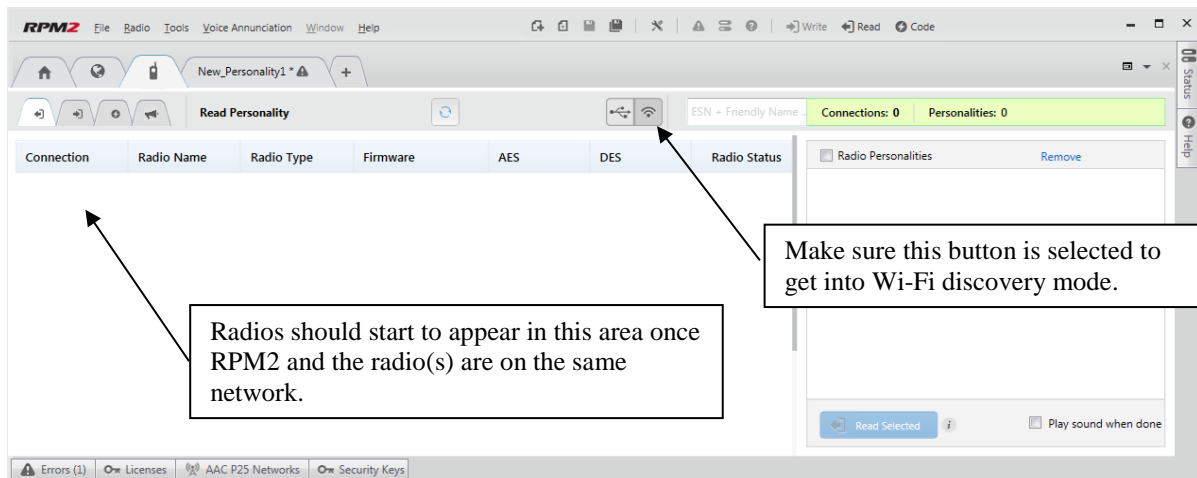 RPM2 File Radio Tools Voice Annunciation Window Help Write Read Code
New_Personality1 * +
Read Personality ESN + Friendly Name .. Connections: 0 Personalities: 0
Connection Radio Name Radio Type Firmware AES DES Radio Status Radio Personalities Remove
Status
Help
Make sure this button is selected to
get into Wi-Fi discovery mode.
Radios should start to appear in this area once
RPM2 and the radio(s) are on the same
network.
Read Selected i Play sound when done
Errors (1) Licenses AAC P25 Networks Security Keys